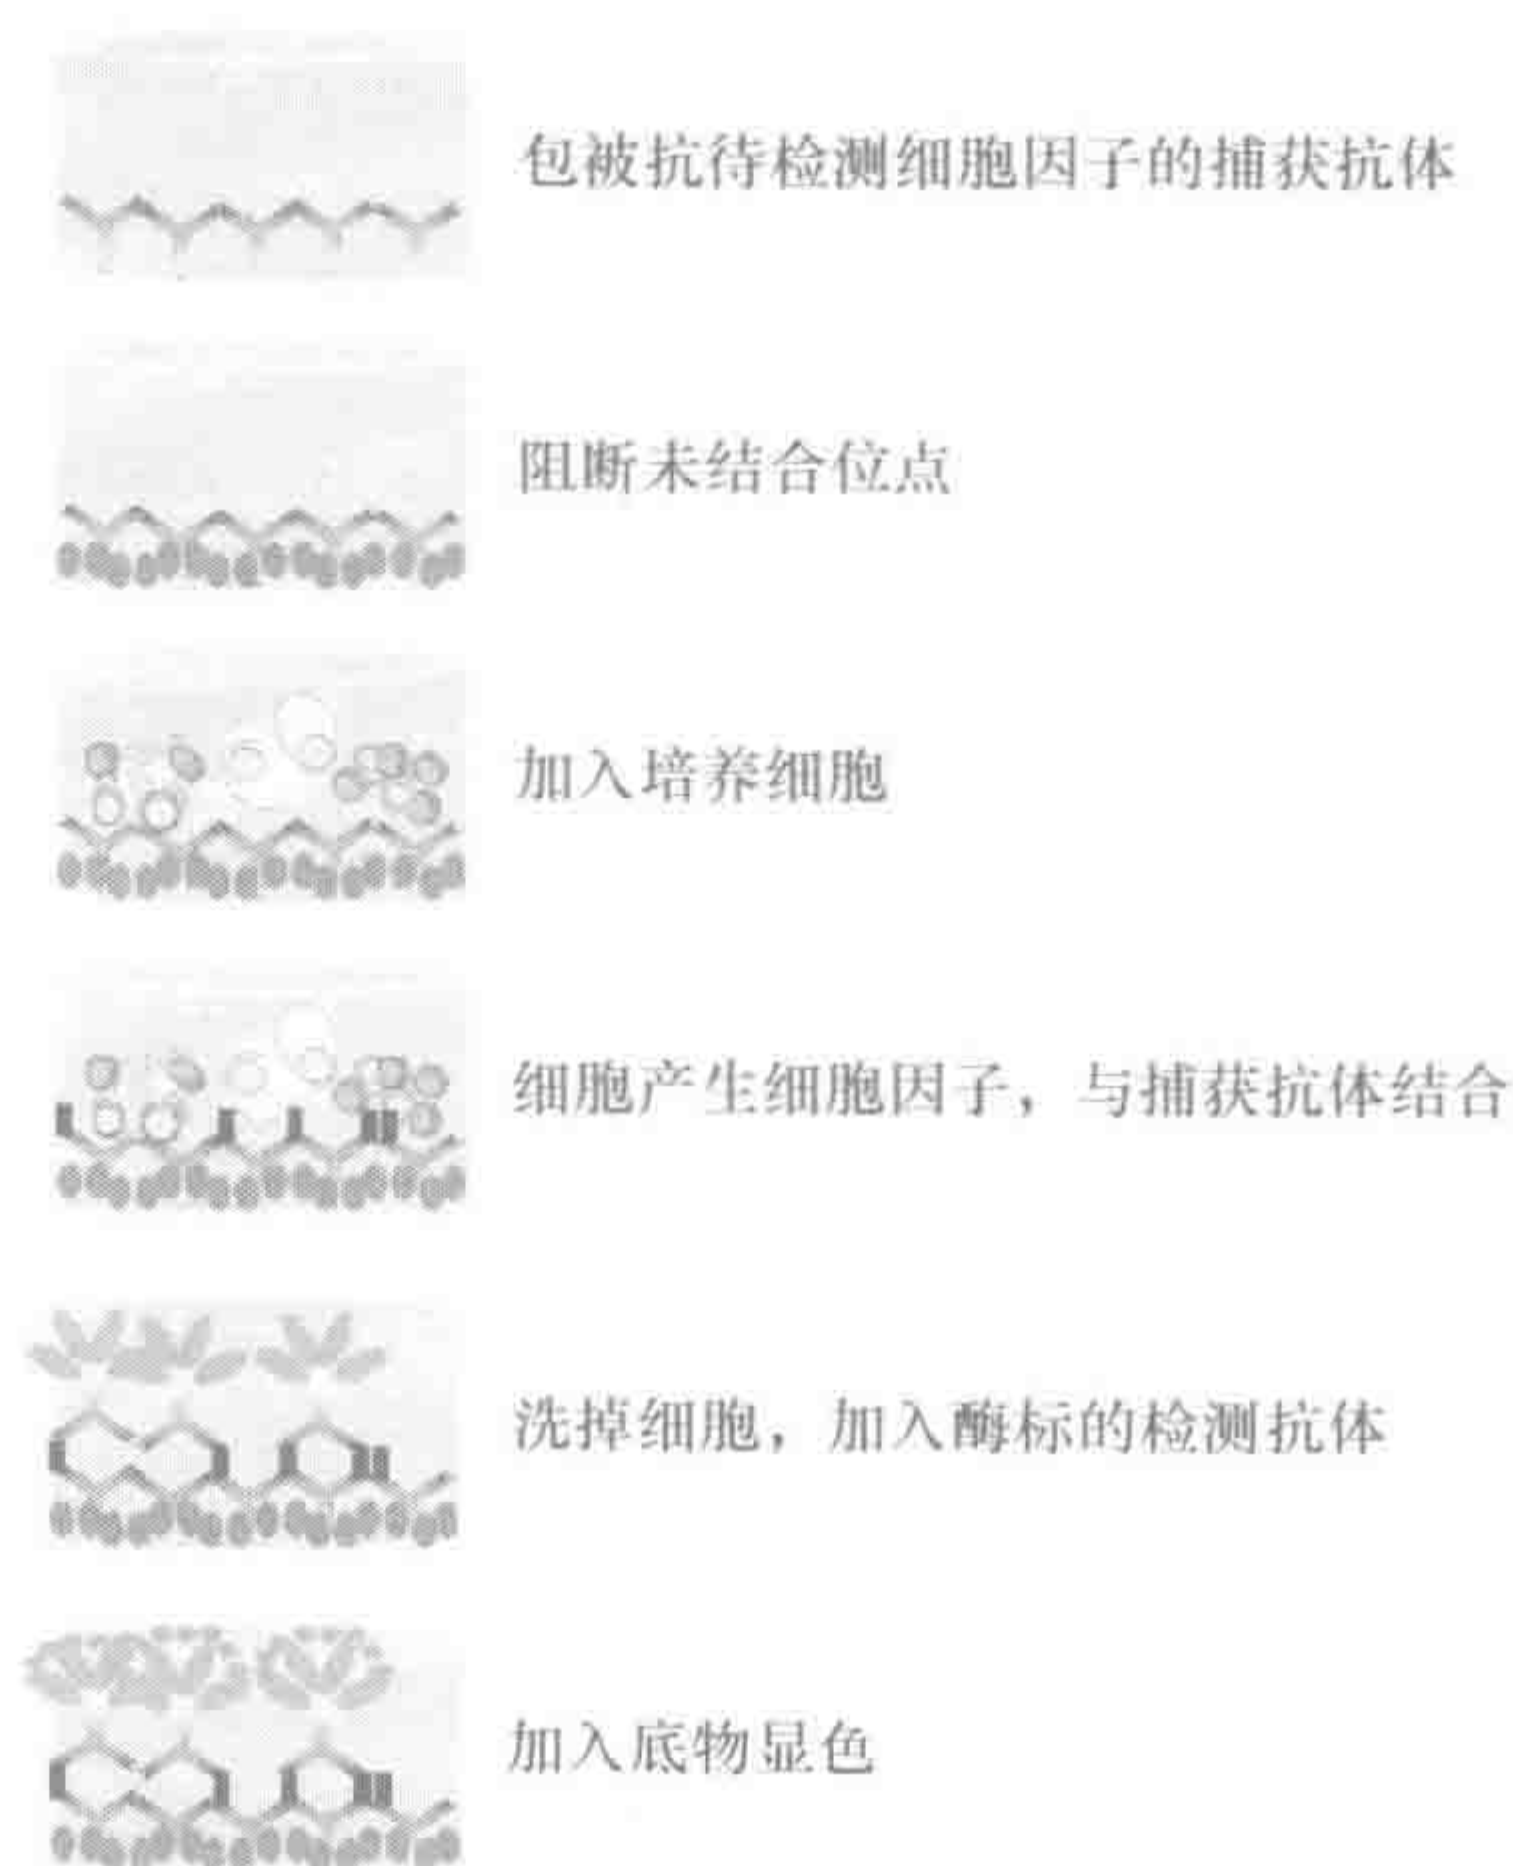 包被抗待检测细胞因子的捕获抗体
阻断未结合位点
加入培养细胞
细胞产生细胞因子，与捕获抗体结合
洗掉细胞，加入酶标的检测抗体
加入底物显色